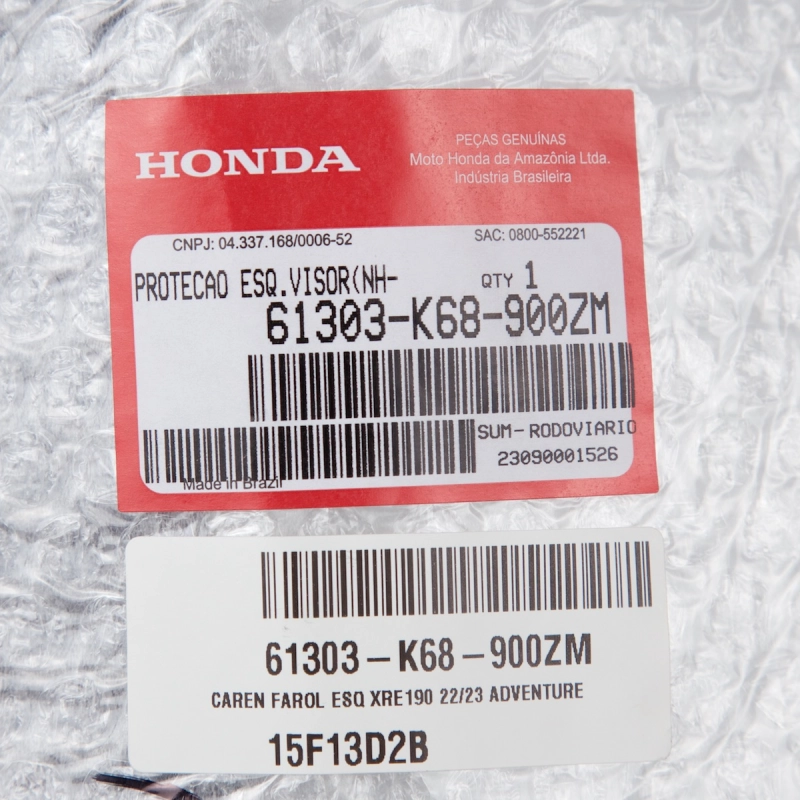 HONDA
PEÇAS GENUÍNAS
Moto Honda da Amazônia Ltda.
Indústria Brasileira
CNPJ: 04.337.168/0006-52
SAC: 0800-552221
PROTECAO ESQ.VISOR(NH-
QTY 1
61303-K68-900ZM
SUM-RODOVIARIO
23090001526
Made in Brazil
61303-K68-900ZM
CAREN FAROL ESQ XRE190 22/23 ADVENTURE
15F13D2B